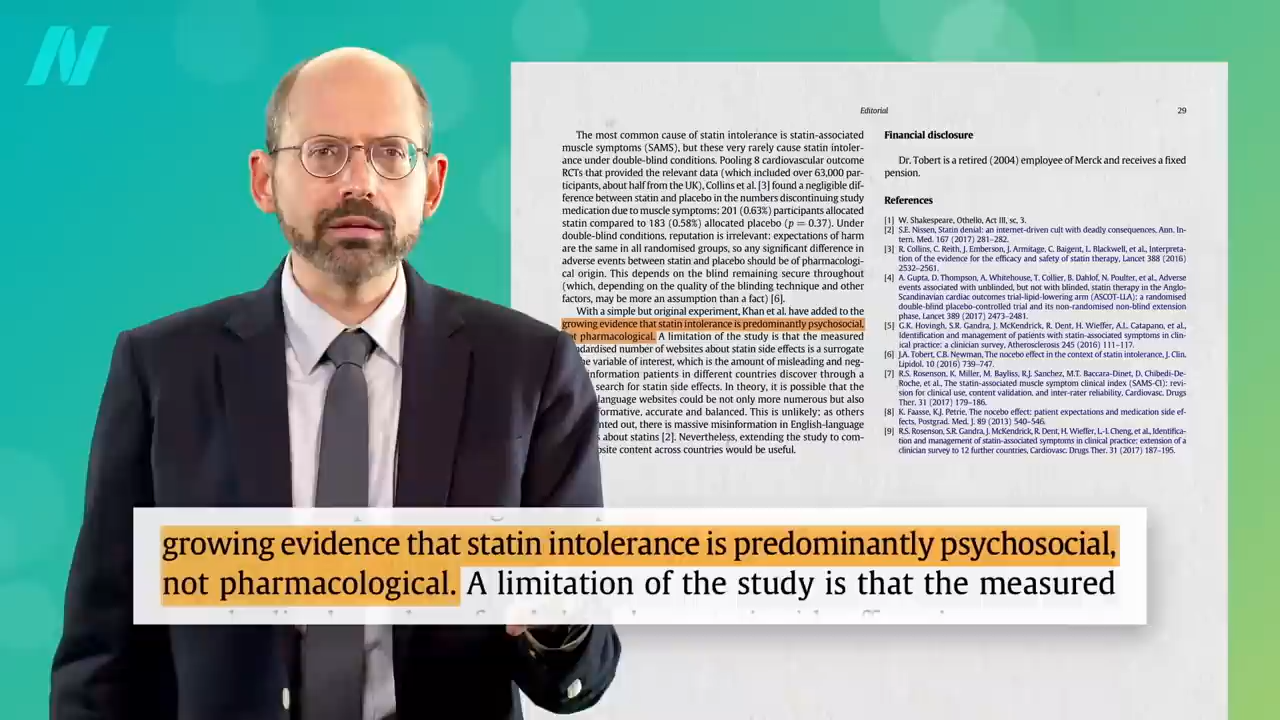 Editorial
29
The most common cause of statin intolerance is statin-associated
muscle symptoms (SAMS), but these very rarely cause statin intoler-
ance under double-blind conditions. Pooling 8 cardiovascular outcome
RCTs that provided the relevant data (which included over 63,000 par-
ticipants, about half from the UK), Collins et al. [3] found a negligible dif-
ference between statin and placebo in the numbers discontinuing study
medication due to muscle symptoms: 201 (0.63%) participants allocated
statin compared to 183 (0.58%) allocated placebo (p = 0.37). Under
double-blind conditions, reputation is irrelevant: expectations of harm
are the same in all randomised groups, so any significant difference in
adverse events between statin and placebo should be of pharmacologi-
cal origin. This depends on the blind remaining secure throughout
(which, depending on the quality of the blinding technique and other
factors, may be more an assumption than a fact) [6].
With a simple but original experiment, Khan et al. have added to the
growing evidence that statin intolerance is predominantly psychosocial,
not pharmacological. A limitation of the study is that the measured
ndardised number of websites about statin side effects is a surrogate
he variable of interest, which is the amount of misleading and neg-
information patients in different countries discover through a
search for statin side effects. In theory, it is possible that the
language websites could be not only more numerous but also
formative, accurate and balanced. This is unlikely; as others
nted out, there is massive misinformation in English-language
s about statins [2]. Nevertheless, extending the study to com-
bsite content across countries would be useful.
Financial disclosure
Dr. Tobert is a retired (2004) employee of Merck and receives a fixed
pension.
References
[1] W. Shakespeare, Othello, Act III, sc, 3.
[2] S.E. Nissen, Statin denial: an internet-driven cult with deadly consequences, Ann. In-
tern. Med. 167 (2017) 281–282.
[3] R. Collins, C. Reith, J. Emberson, J. Armitage, C. Baigent, L. Blackwell, et al., Interpreta-
tion of the evidence for the efficacy and safety of statin therapy, Lancet 388 (2016)
2532–2561.
[4] A. Gupta, D. Thompson, A. Whitehouse, T. Collier, B. Dahlof, N. Poulter, et al., Adverse
events associated with unblinded, but not with blinded, statin therapy in the Anglo-
Scandinavian cardiac outcomes trial-lipid-lowering arm (ASCOT-LLA): a randomised
double-blind placebo-controlled trial and its non-randomised non-blind extension
phase, Lancet 389 (2017) 2473–2481.
[5] G.K. Hovingh, S.R. Gandra, J. McKendrick, R. Dent, H. Wieffer, A.L. Catapano, et al.,
Identification and management of patients with statin-associated symptoms in clin-
ical practice: a clinician survey, Atherosclerosis 245 (2016) 111–117.
[6] J.A. Tobert, C.B. Newman, The nocebo effect in the context of statin intolerance, J. Clin.
Lipidol. 10 (2016) 739–747.
[7] R.S. Rosenson, K. Miller, M. Bayliss, R.J. Sanchez, M.T. Baccara-Dinet, D. Chibedi-De-
Roche, et al., The statin-associated muscle symptom clinical index (SAMS-CI): revi-
sion for clinical use, content validation, and inter-rater reliability, Cardiovasc. Drugs
Ther. 31 (2017) 179–186.
[8] K. Faasse, K.J. Petrie, The nocebo effect: patient expectations and medication side ef-
fects, Postgrad. Med. J. 89 (2013) 540–546.
[9] R.S. Rosenson, S.R. Gandra, J. McKendrick, R. Dent, H. Wieffer, L.-I. Cheng, et al., Identifica-
tion and management of statin-associated symptoms in clinical practice: extension of a
clinician survey to 12 further countries, Cardiovasc. Drugs Ther. 31 (2017) 187–195.
growing evidence that statin intolerance is predominantly psychosocial,
not pharmacological. A limitation of the study is that the measured